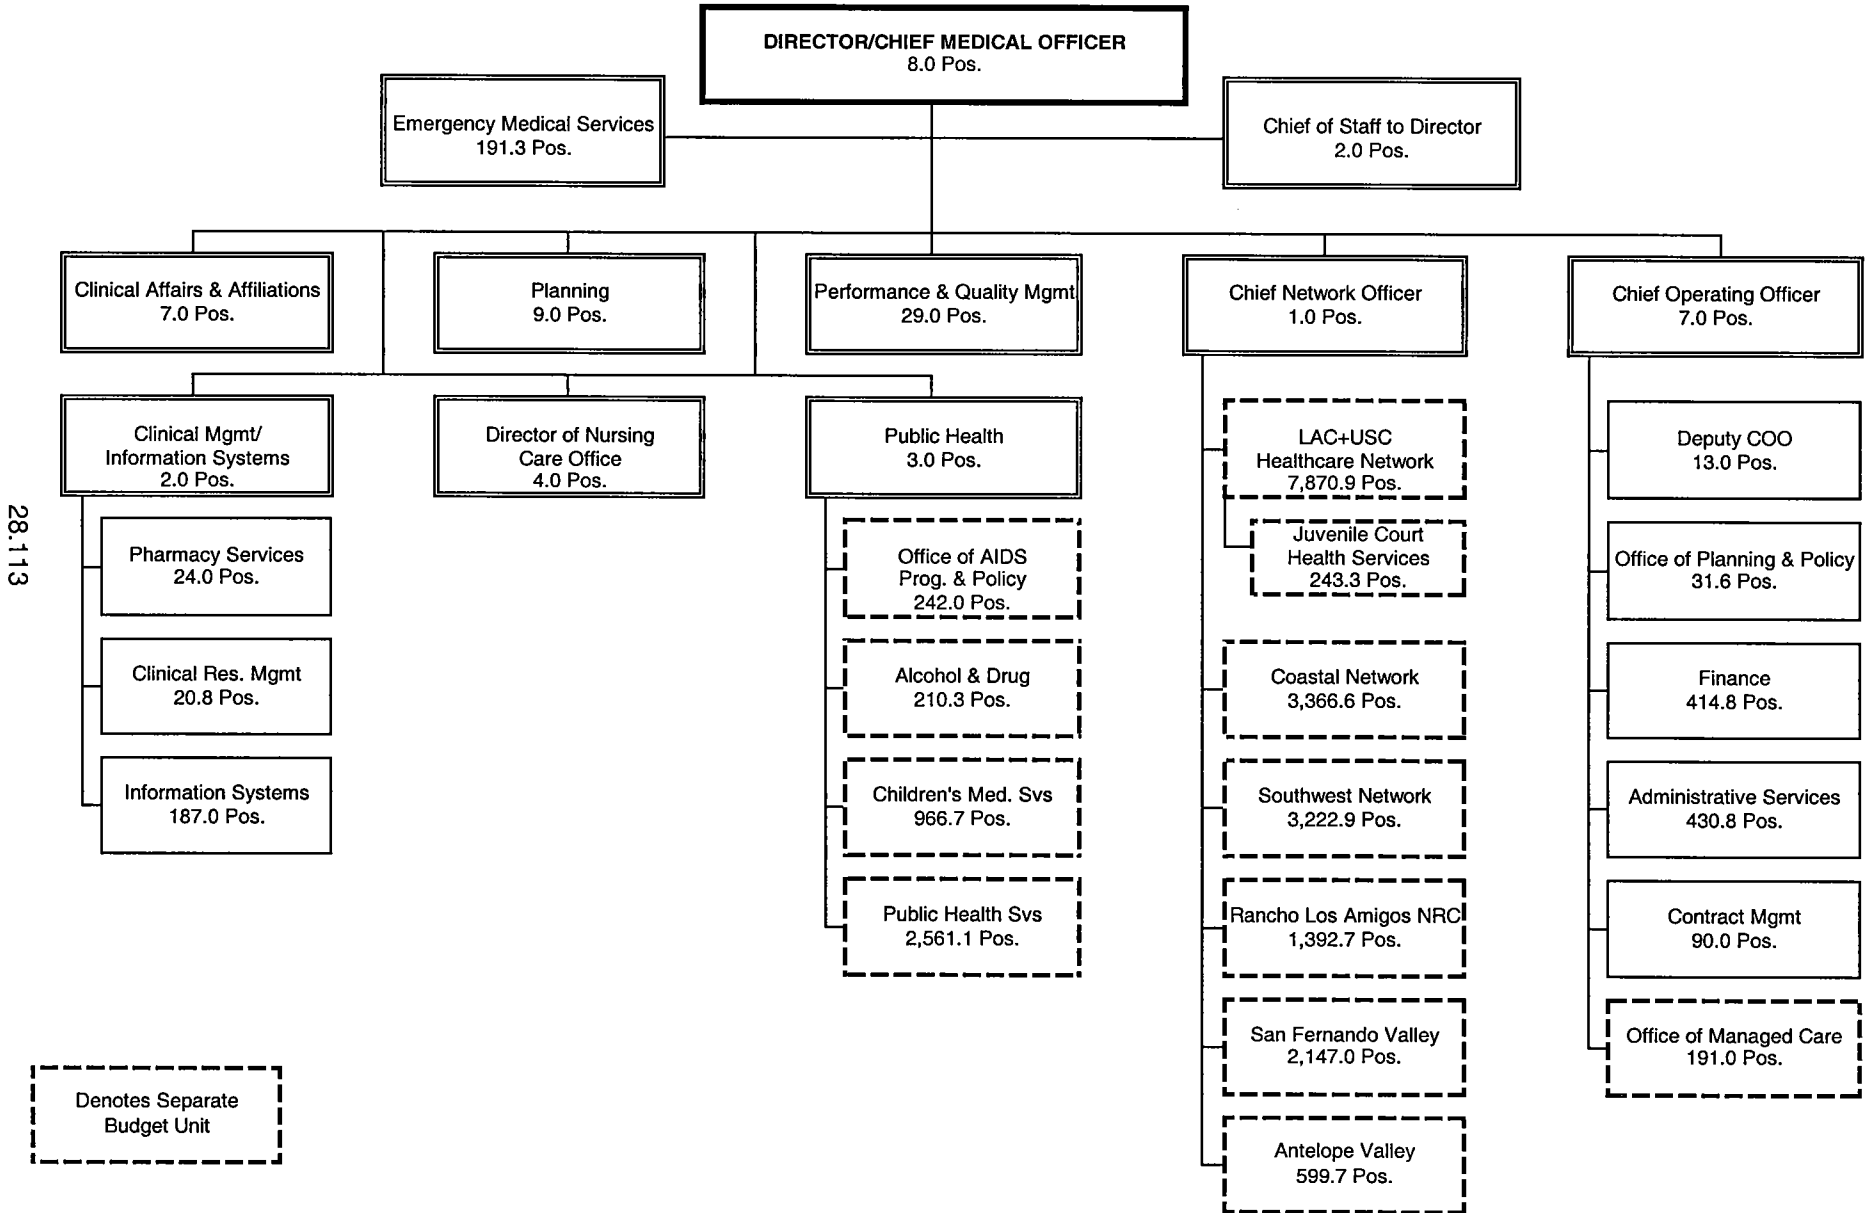 DIRECTOR/CHIEF MEDICAL OFFICER
8.0 Pos.
Emergency Medical Services
191.3 Pos.
Chief of Staff to Director
2.0 Pos.
Clinical Affairs & Affiliations
7.0 Pos.
Planning
9.0 Pos.
Performance & Quality Mgmt
29.0 Pos.
Chief Network Officer
1.0 Pos.
Chief Operating Officer
7.0 Pos.
Clinical Mgmt/
Information Systems
2.0 Pos.
Director of Nursing
Care Office
4.0 Pos.
Public Health
3.0 Pos.
Pharmacy Services
24.0 Pos.
Clinical Res. Mgmt
20.8 Pos.
Information Systems
187.0 Pos.
Office of AIDS
Prog. & Policy
242.0 Pos.
Alcohol & Drug
210.3 Pos.
Children's Med. Svs
966.7 Pos.
Public Health Svs
2,561.1 Pos.
LAC+USC
Healthcare Network
7,870.9 Pos.
Juvenile Court
Health Services
243.3 Pos.
Coastal Network
3,366.6 Pos.
Southwest Network
3,222.9 Pos.
Rancho Los Amigos NRC
1,392.7 Pos.
San Fernando Valley
2,147.0 Pos.
Antelope Valley
599.7 Pos.
Deputy COO
13.0 Pos.
Office of Planning & Policy
31.6 Pos.
Finance
414.8 Pos.
Administrative Services
430.8 Pos.
Contract Mgmt
90.0 Pos.
Office of Managed Care
191.0 Pos.
Denotes Separate
Budget Unit
28.113